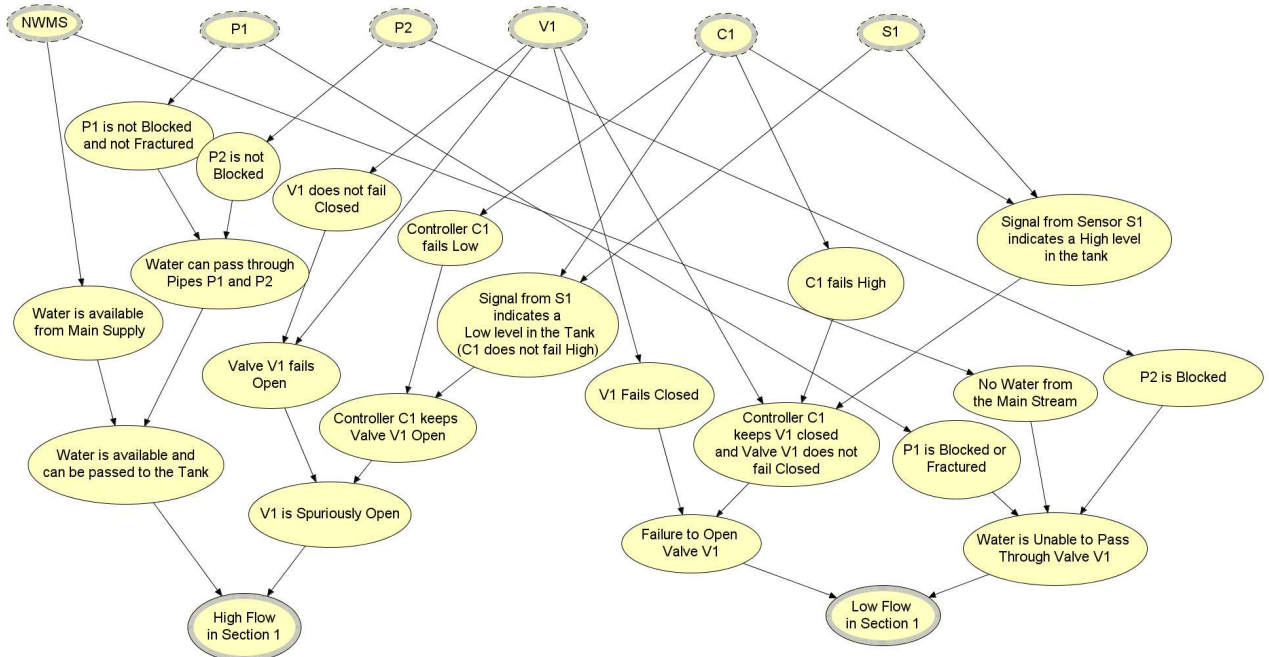 NWMS
P1
P2
V1
C1
S1
P1 is not Blocked
and not Fractured
P2 is not
Blocked
V1 does not fail
Closed
Controller C1
fails Low
Signal from Sensor S1
indicates a High level
in the tank
Water can pass through
Pipes P1 and P2
C1 fails High
Water is available
from Main Supply
Signal from S1
indicates a
Low level in the Tank
(C1 does not fail High)
Valve V1 fails
Open
V1 Fails Closed
No Water from
the Main Stream
P2 is Blocked
Controller C1 keeps
Valve V1 Open
Controller C1
keeps V1 closed
and Valve V1 does not
fail Closed
P1 is Blocked or
Fractured
Water is available and
can be passed to the Tank
V1 is Spuriously Open
Failure to Open
Valve V1
Water is Unable to Pass
Through Valve V1
High Flow
in Section 1
Low Flow
in Section 1